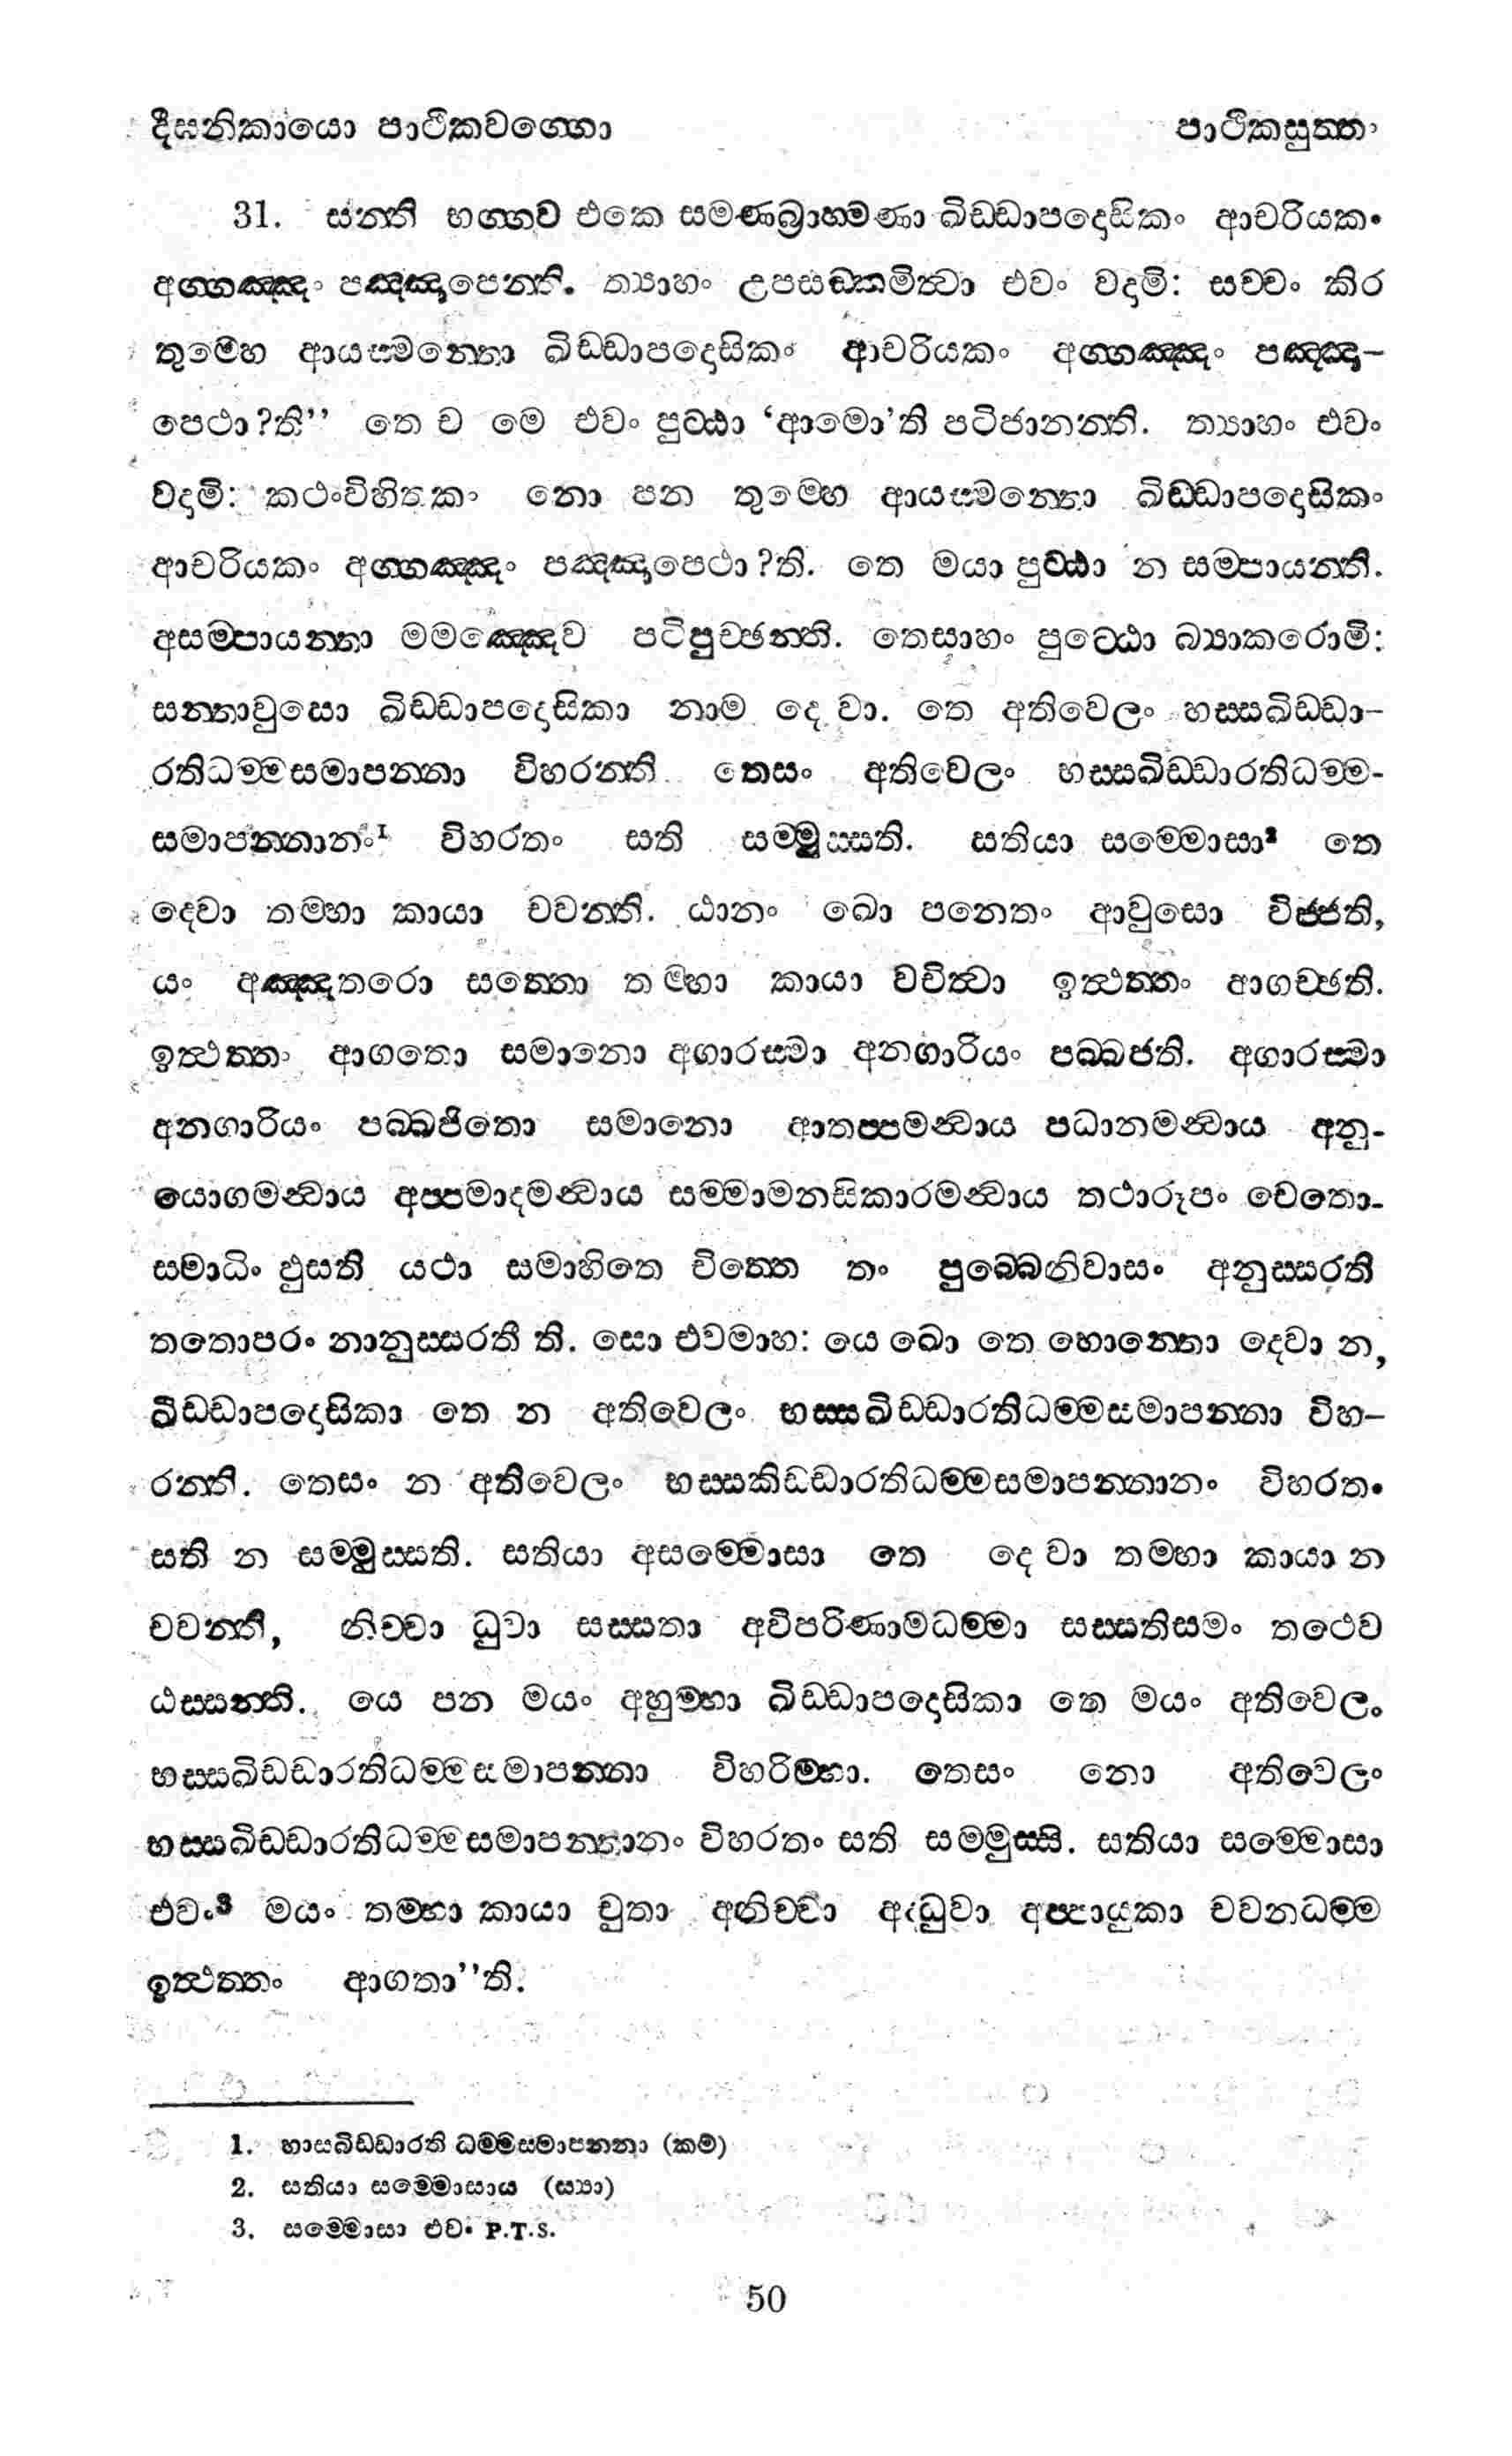 දීඝනිකායො පාථිකවග්ගො පාථිකසුත්තං
31. සන්ති භග්ගව එකෙ සමණබ්‍රාහ්මණා ඛිඩ්ඩාපදොසිකං ආචරියකං
අග්ගඤ්ඤං පඤ්ඤාපෙන්ති. ත්‍යාහං උපසඞ්කමිත්වා එවං වදාමි: සච්චං කිර
තුම්හෙ ආයස්මන්තො ඛිඩ්ඩාපදොසිකං ආචරියකං අග්ගඤ්ඤං පඤ්ඤා–
පෙථා?ති’’ තෙ ච මෙ එවං පුට්ඨා ‘ආමො’ති පටිජානන්ති. ත්‍යාහං එවං
වදාමි: කථංවිහිතකං නො පන තුම්හෙ ආයස්මන්තො ඛිඩ්ඩාපදොසිකං
ආචරියකං අග්ගඤ්ඤං පඤ්ඤාපෙථා?ති. තෙ මයා පුට්ඨා න සම්පායන්ති.
අසම්පායන්තා මමඤ්ඤෙව පටිපුච්ඡන්ති. තෙසාහං පුට්ඨො බ්‍යාකරොමි:
සන්තාවුසො ඛිඩ්ඩාපදොසිකා නාම දෙවා. තෙ අතිවෙලං හස්සඛිඩ්ඩා–
රතිධම්මසමාපන්නා විහරන්ති. තෙසං අතිවෙලං හස්සඛිඩ්ඩාරතිධම්ම-
සමාපන්නානං¹ විහරතං සති සම්මුස්සති. සතියා සම්මොසා² තෙ
දෙවා තම්හා කායා චවන්ති. ඨානං ඛො පනෙතං ආවුසො විජ්ජති,
යං අඤ්ඤතරො සත්තො තම්හා කායා චවිත්වා ඉත්ථත්තං ආගච්ඡති.
ඉත්ථත්තං ආගතො සමානො අගාරස්මා අනගාරියං පබ්බජති. අගාරස්මා
අනගාරියං පබ්බජිතො සමානො ආතප්පමන්වාය පධානමන්වාය අනු-
යොගමන්වාය අප්පමාදමන්වාය සම්මාමනසිකාරමන්වාය තථාරූපං චෙතො-
සමාධිං ඵුසති යථා සමාහිතෙ චිත්තෙ තං පුබ්බෙනිවාසං අනුස්සරති
තතොපරං නානුස්සරතී ති. සො එවමාහ: යෙ ඛො තෙ භොන්තො දෙවා න,
ඛිඩ්ඩාපදොසිකා තෙ න අතිවෙලං හස්සඛිඩ්ඩාරතිධම්මසමාපන්නා විහ–
රන්ති. තෙසං න අතිවෙලං හස්සකිඩ්ඩාරතිධම්මසමාපන්නානං විහරතං
සති න සම්මුස්සති. සතියා අසම්මොසා තෙ දෙවා තම්හා කායා න
චවන්ති, නිච්චා ධුවා සස්සතා අවිපරිණාමධම්මා සස්සතිසමං තථෙව
ඨස්සන්ති. යෙ පන මයං අහුම්හා ඛිඩ්ඩාපදොසිකා තෙ මයං අතිවෙලං
හස්සඛිඩ්ඩාරතිධම්මසමාපන්නා විහරිම්හා. තෙසං නො අතිවෙලං
හස්සඛිඩ්ඩාරතිධම්මසමාපන්නානං විහරතං සති සම්මුස්සි. සතියා සම්මොසා
එවං³ මයං තම්හා කායා චුතා අනිච්චා අද්ධුවා අප්පායුකා චවනධම්ම
ඉත්ථත්තං ආගතා’’ති.
1. හාසඛිඩ්ඩාරති ධම්මසමාපන්නා (කම්)
2. සතියා සම්මොසාය (ස්‍යා)
3. සම්මොසා එවං P.T.S.
50